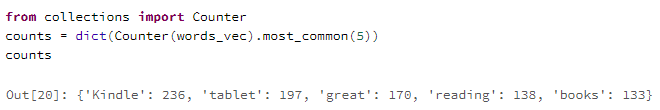 from collections import Counter
counts = dict(Counter(words_vec).most_common(5))
counts
Out[20]: {'Kindle': 236, 'tablet': 197, 'great': 170, 'reading': 138, 'books': 133}